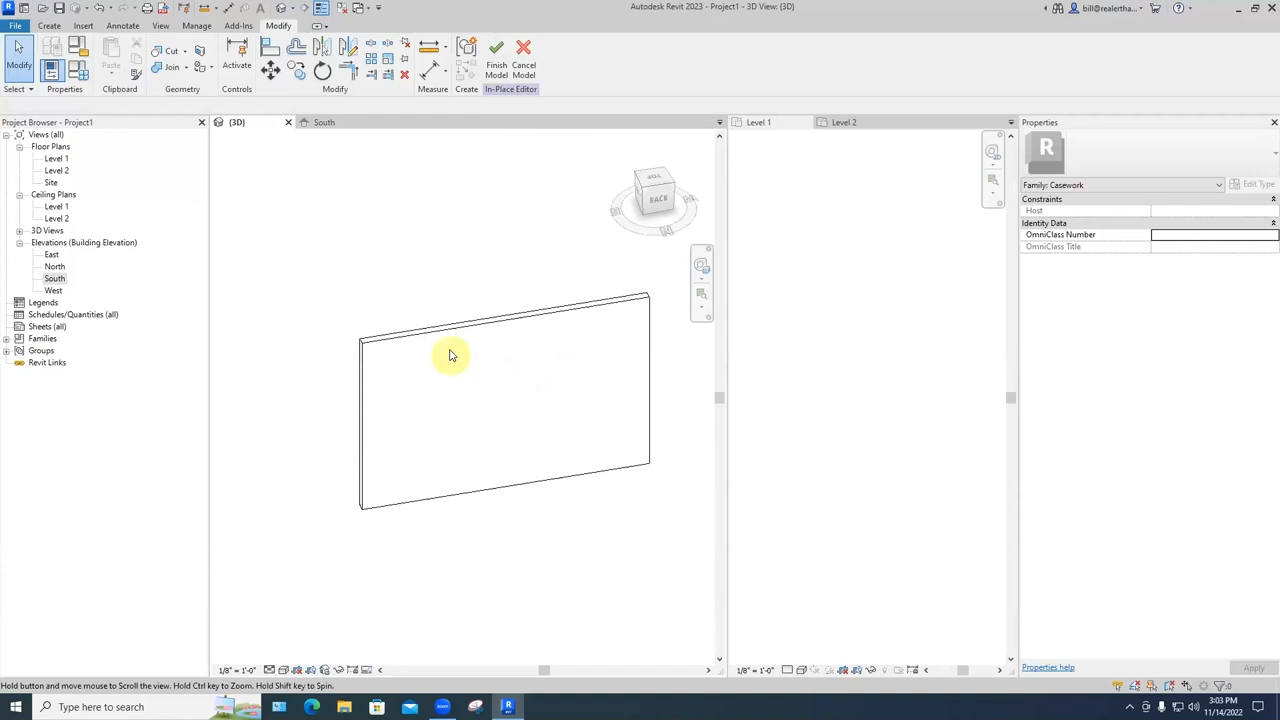 Autodesk Revit 2023 - Project1 - 3D View: {3D}
bill@realertha...
File Create Insert Annotate View Manage Add-Ins Modify
Modify
Paste
Cut
Join
Activate
Finish Model
Cancel Model
Select Properties Clipboard Geometry Controls Modify Measure Create In-Place Editor
Project Browser - Project1
{3D}
South
Level 1
Level 2
Properties
Views (all)
Floor Plans
Level 1
Level 2
Site
Ceiling Plans
Level 1
Level 2
3D Views
Elevations (Building Elevation)
East
North
South
West
Legends
Schedules/Quantities (all)
Sheets (all)
Families
Groups
Revit Links
TOP
BACK
R
Family: Casework
Edit Type
Constraints
Host
Identity Data
OmniClass Number
OmniClass Title
1/8" = 1'-0"
1/8" = 1'-0"
Properties help
Apply
Hold button and move mouse to Scroll the view. Hold Ctrl key to Zoom. Hold Shift key to Spin.
:0
Type here to search
3:03 PM
11/14/2022